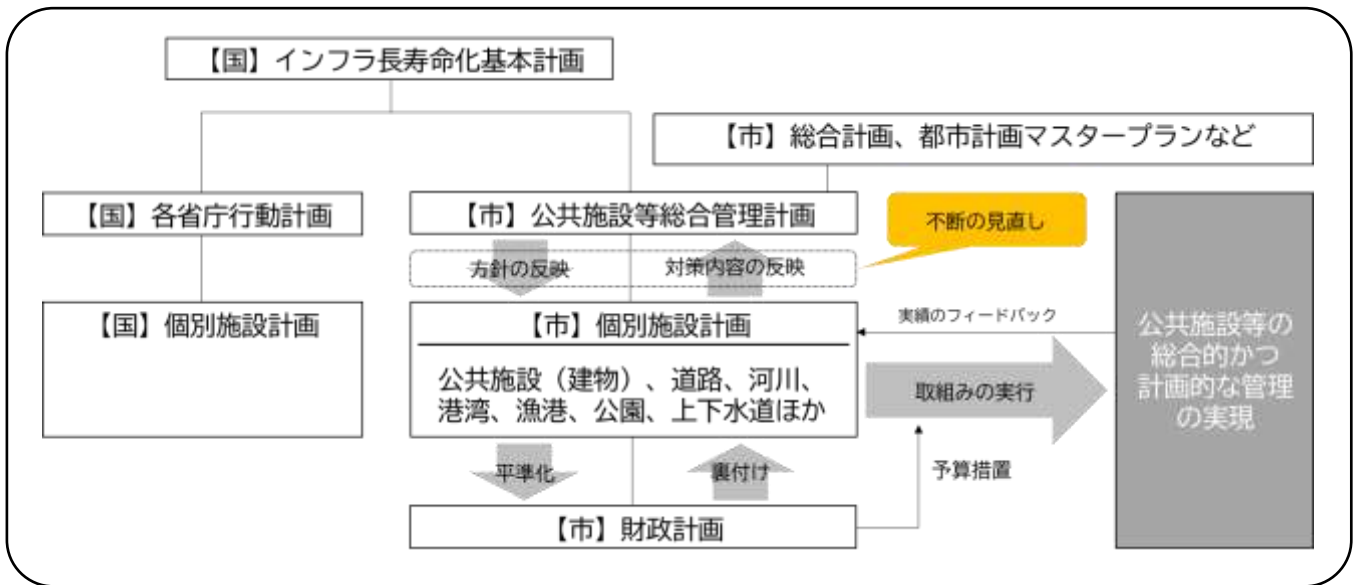 【国】インフラ長寿命化基本計画
【市】総合計画、都市計画マスタープランなど
【国】各省庁行動計画
【市】公共施設等総合管理計画
不断の見直し
方針の反映
対策内容の反映
【国】個別施設計画
【市】個別施設計画
公共施設（建物）、道路、河川、
港湾、漁港、公園、上下水道ほか
実績のフィードバック
取組みの実行
公共施設等の
総合的かつ
計画的な管理
の実現
平準化
裏付け
予算措置
【市】財政計画